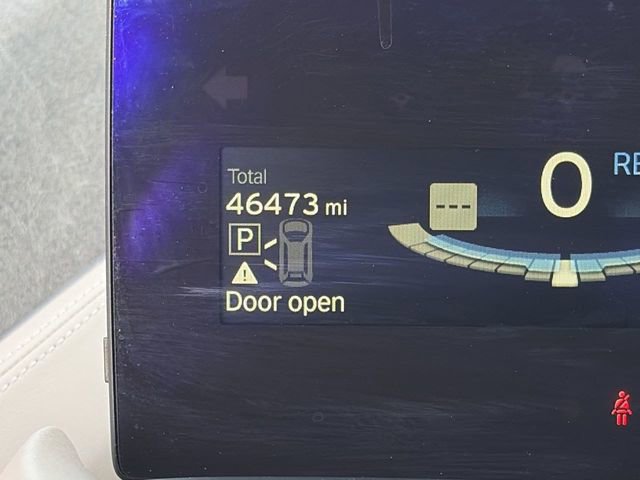 Total
46473 mi
P
Door open
---
0
RE